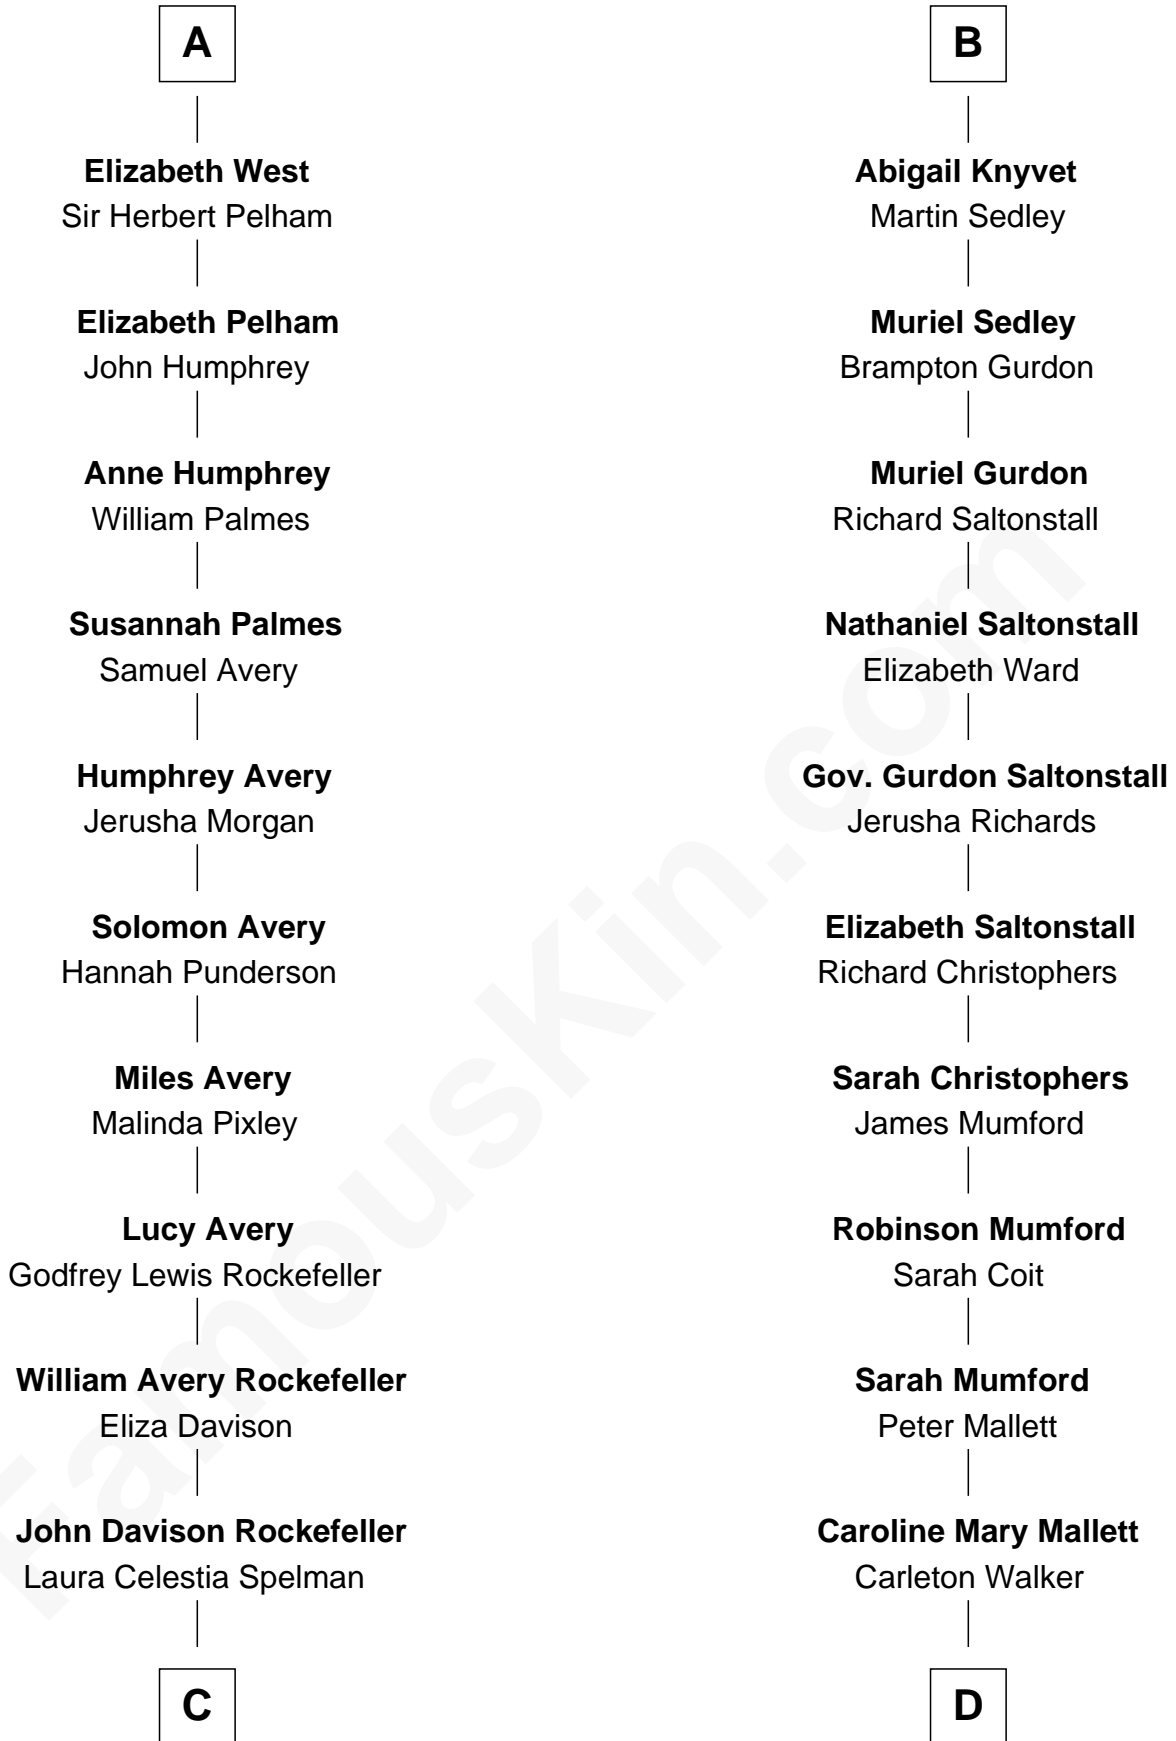 A
Elizabeth West
Sir Herbert Pelham
Elizabeth Pelham
John Humphrey
Anne Humphrey
William Palmes
Susannah Palmes
Samuel Avery
Humphrey Avery
Jerusha Morgan
Solomon Avery
Hannah Punderson
Miles Avery
Malinda Pixley
Lucy Avery
Godfrey Lewis Rockefeller
William Avery Rockefeller
Eliza Davison
John Davison Rockefeller
Laura Celestia Spelman
C
B
Abigail Knyvet
Martin Sedley
Muriel Sedley
Brampton Gurdon
Muriel Gurdon
Richard Saltonstall
Nathaniel Saltonstall
Elizabeth Ward
Gov. Gurdon Saltonstall
Jerusha Richards
Elizabeth Saltonstall
Richard Christophers
Sarah Christophers
James Mumford
Robinson Mumford
Sarah Coit
Sarah Mumford
Peter Mallett
Caroline Mary Mallett
Carleton Walker
D
FamousKin.com